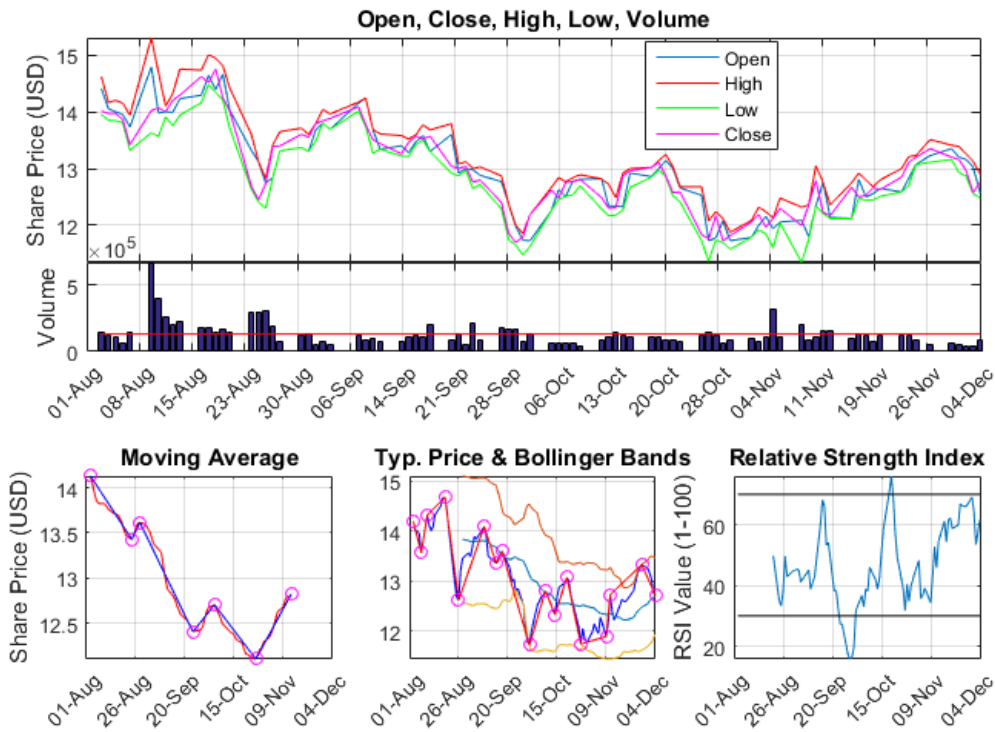 Open, Close, High, Low, Volume
Share Price (USD)
15
14
13
12
Open
High
Low
Close
× 10⁵
Volume
5
0
01-Aug
08-Aug
15-Aug
23-Aug
30-Aug
06-Sep
14-Sep
21-Sep
28-Sep
06-Oct
13-Oct
20-Oct
28-Oct
04-Nov
11-Nov
19-Nov
26-Nov
04-Dec
Moving Average
Share Price (USD)
14
13.5
13
12.5
01-Aug
26-Aug
20-Sep
15-Oct
09-Nov
04-Dec
Typ. Price & Bollinger Bands
15
14
13
12
01-Aug
26-Aug
20-Sep
15-Oct
09-Nov
04-Dec
Relative Strength Index
RSI Value (1-100)
60
40
20
01-Aug
26-Aug
20-Sep
15-Oct
09-Nov
04-Dec